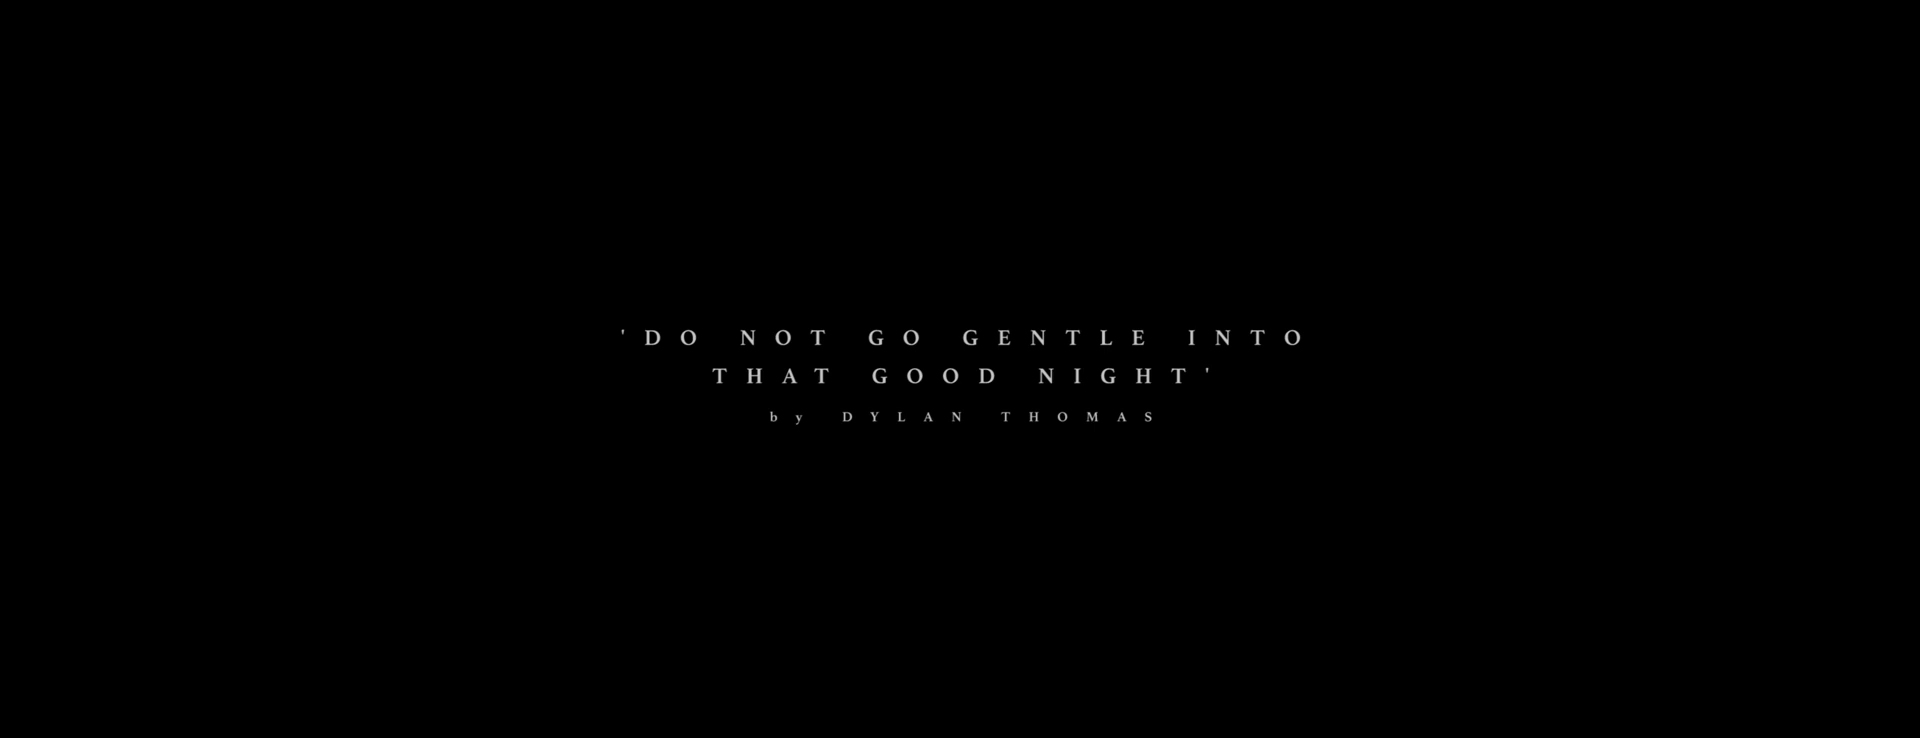 'DO NOT GO GENTLE INTO
THAT GOOD NIGHT'
by DYLAN THOMAS